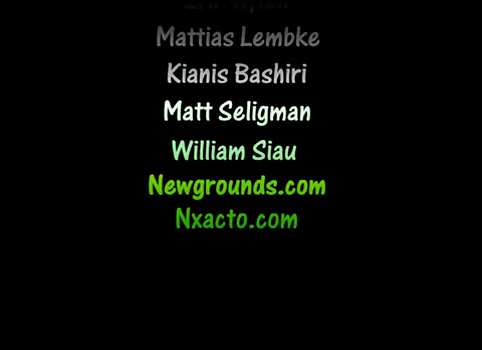 Mattias Lembke
Kianis Bashiri
Matt Seligman
William Siau
Newgrounds.com
Nxacto.com